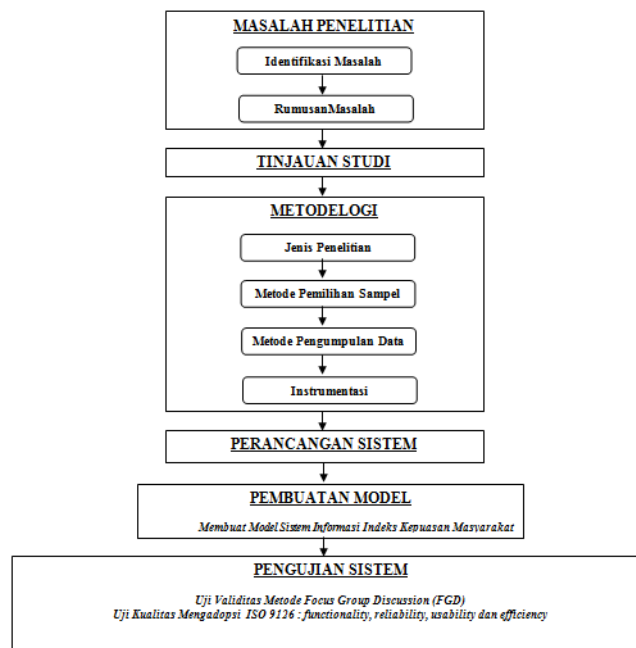 MASALAH PENELITIAN
Identifikasi Masalah
RumusanMasalah
TINJAUAN STUDI
METODELOGI
Jenis Penelitian
Metode Pemilihan Sampel
Metode Pengumpulan Data
Instrumentasi
PERANCANGAN SISTEM
PEMBUATAN MODEL
Membuat Model Sistem Informasi Indeks Kepuasan Masyarakat
PENGUJIAN SISTEM
Uji Validitas Metode Focus Group Discussion (FGD)
Uji Kualitas Mengadopsi ISO 9126 : functionality, reliability, usability dan efficiency